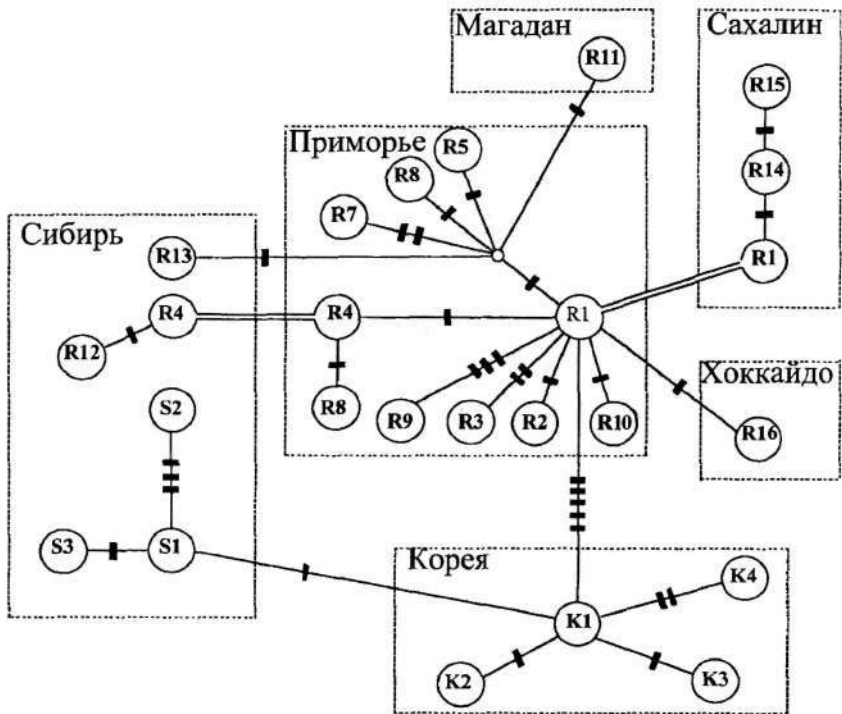 Магадан
R11
Сахалин
R15
R14
R1
Приморье
R5
R8
R7
R4
R1
R8
R9
R3
R2
R10
Сибирь
R13
R4
R12
S2
S3
S1
Хоккайдо
R16
Корея
K4
K1
K2
K3